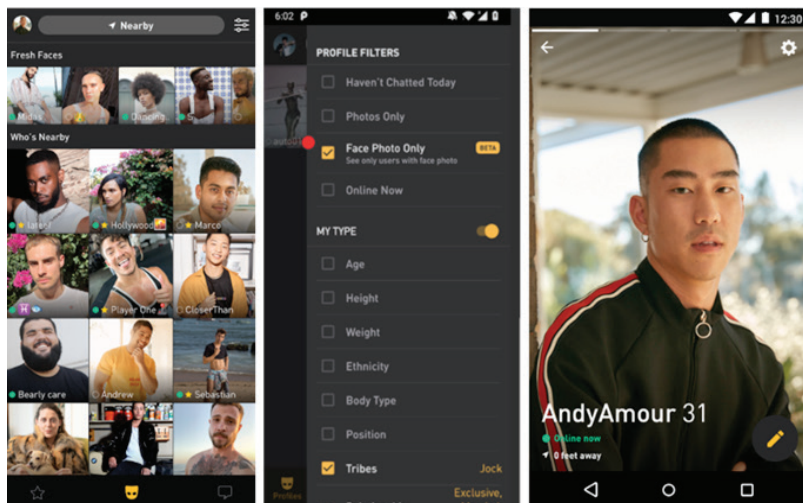 Nearby
Fresh Faces
Midas
Dancing..
S
Who's Nearby
later?
Hollywood
Marco
Player One
CloserThan
Bearly care
Andrew
Sebastian
6:02
PROFILE FILTERS
Haven't Chatted Today
Photos Only
Face Photo Only
BETA
See only users with face photo
Online Now
MY TYPE
Age
Height
Weight
Ethnicity
Body Type
Position
Tribes
Jock
Exclusive,
Profiles
12:30
AndyAmour 31
Online now
0 feet away